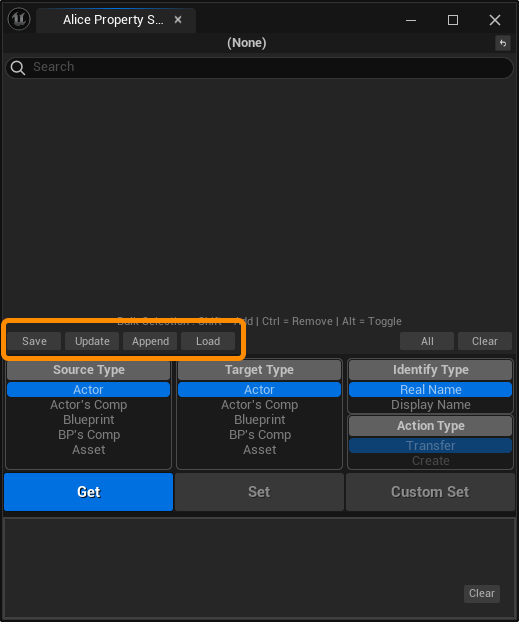 Alice Property S...
(None)
Search
Bulk Selection : Shift = Add | Ctrl = Remove | Alt = Toggle
Save Update Append Load All Clear
Source Type Target Type Identify Type
Actor Actor Real Name
Actor's Comp Actor's Comp Display Name
Blueprint Blueprint Action Type
BP's Comp BP's Comp Transfer
Asset Asset Create
Get Set Custom Set
Clear